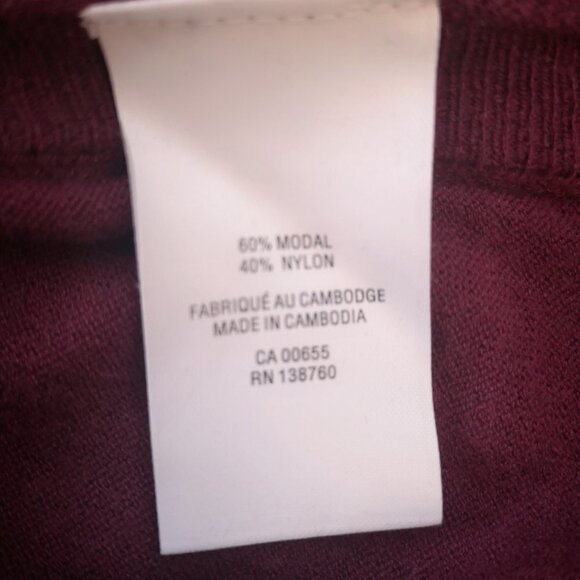 60% MODAL
40% NYLON
FABRIQUÉ AU CAMBODGE
MADE IN CAMBODIA
CA 00655
RN 138760